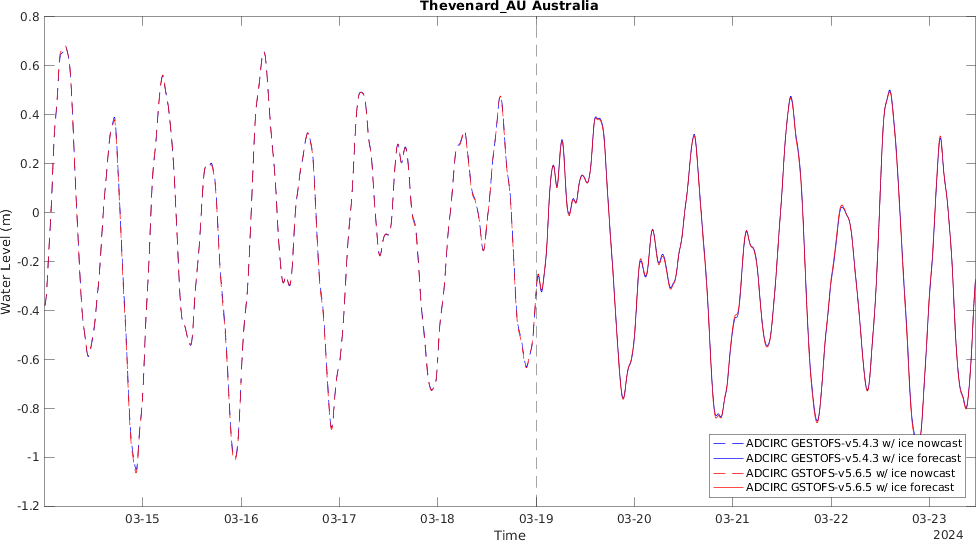 Thevenard_AU Australia
0.8
0.6
0.4
0.2
0
-0.2
-0.4
-0.6
-0.8
-1
-1.2
Water Level (m)
ADCIRC GESTOFS-v5.4.3 w/ ice nowcast
ADCIRC GESTOFS-v5.4.3 w/ ice forecast
ADCIRC GSTOFS-v5.6.5 w/ ice nowcast
ADCIRC GSTOFS-v5.6.5 w/ ice forecast
03-15 03-16 03-17 03-18 03-19 03-20 03-21 03-22 03-23
Time
2024